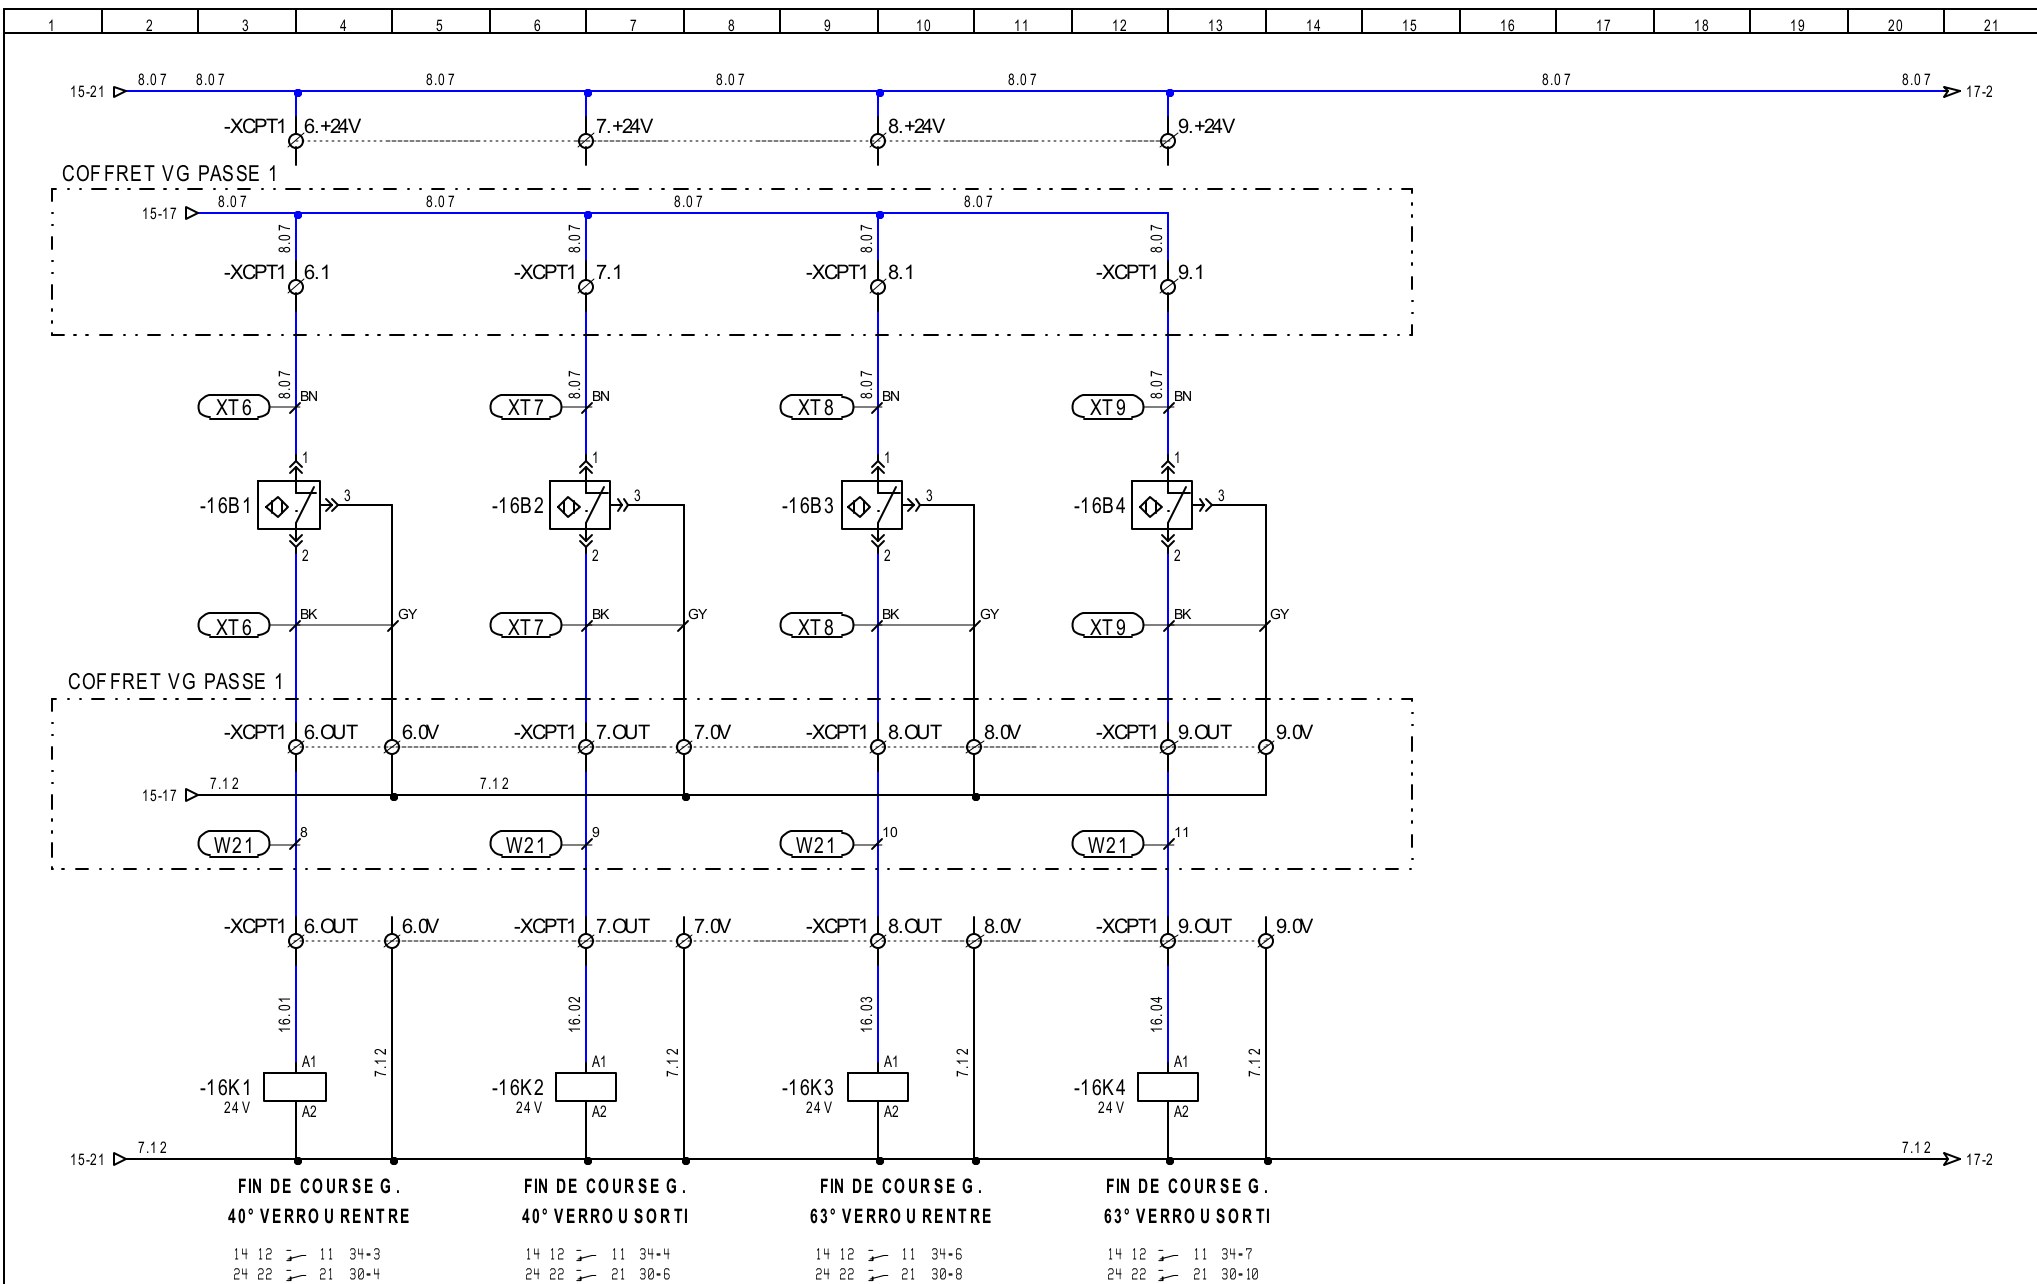 1 2 3 4 5 6 7 8 9 10 11 12 13 14 15 16 17 18 19 20 21
8.07 8.07 8.07 8.07 8.07 8.07 8.07
15-21 17-2
-XCPT1 6.+24V 7.+24V 8.+24V 9.+24V
COFFRET VG PASSE 1
8.07 8.07 8.07 8.07
15-17
8.07 8.07 8.07 8.07
-XCPT1 6.1 -XCPT1 7.1 -XCPT1 8.1 -XCPT1 9.1
8.07 8.07 8.07 8.07
XT6 BN XT7 BN XT8 BN XT9 BN
1 1 1 1
3 3 3 3
-16B1 -16B2 -16B3 -16B4
2 2 2 2
XT6 BK GY XT7 BK GY XT8 BK GY XT9 BK GY
COFFRET VG PASSE 1
-XCPT1 6.OUT 6.0V -XCPT1 7.OUT 7.0V -XCPT1 8.OUT 8.0V -XCPT1 9.OUT 9.0V
7.12 7.12
15-17
W21 8 W21 9 W21 10 W21 11
-XCPT1 6.OUT 6.0V -XCPT1 7.OUT 7.0V -XCPT1 8.OUT 8.0V -XCPT1 9.OUT 9.0V
16.01 16.02 16.03 16.04
7.12 7.12 7.12 7.12
A1 A1 A1 A1
-16K1 -16K2 -16K3 -16K4
24V A2 24V A2 24V A2 24V A2
7.12 7.12
15-21 17-2
FIN DE COURSE G. FIN DE COURSE G. FIN DE COURSE G. FIN DE COURSE G.
40° VERROU RENTRE 40° VERROU SORTI 63° VERROU RENTRE 63° VERROU SORTI
14 12 11 34-3 14 12 11 34-4 14 12 11 34-6 14 12 11 34-7
24 22 21 30-4 24 22 21 30-6 24 22 21 30-8 24 22 21 30-10